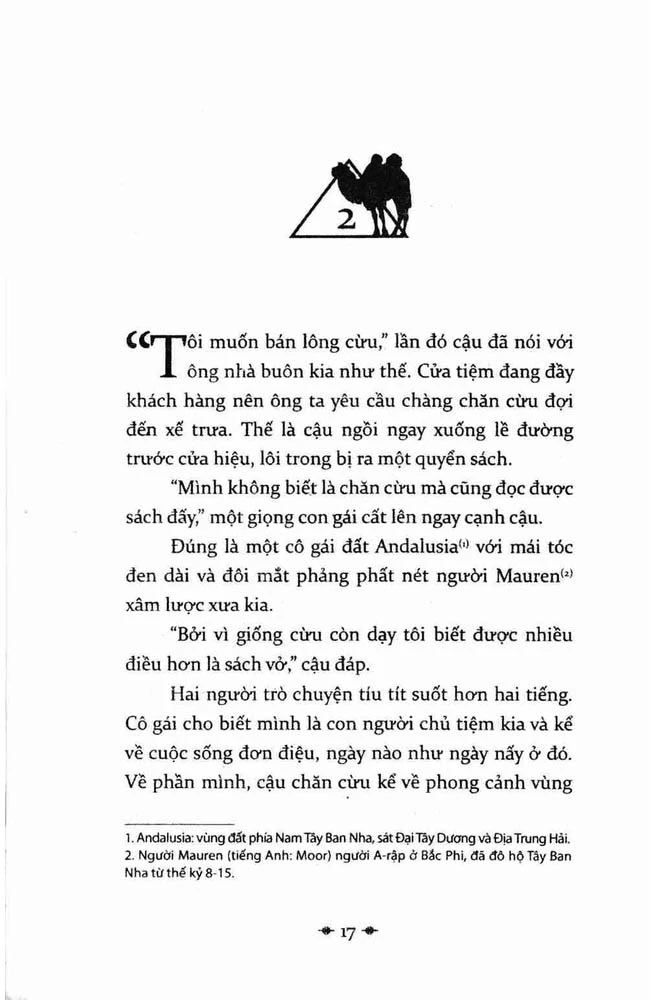 2
“Tôi muốn bán lông cừu,” lần đó cậu đã nói với
ông nhà buôn kia như thế. Cửa tiệm đang đầy
khách hàng nên ông ta yêu cầu chàng chăn cừu đợi
đến xế trưa. Thế là cậu ngồi ngay xuống lề đường
trước cửa hiệu, lôi trong bị ra một quyển sách.
“Mình không biết là chăn cừu mà cũng đọc được
sách đấy,” một giọng con gái cất lên ngay cạnh cậu.
Đúng là một cô gái đất Andalusia⁽¹⁾ với mái tóc
đen dài và đôi mắt phảng phất nét người Mauren⁽²⁾
xâm lược xưa kia.
“Bởi vì giống cừu còn dạy tôi biết được nhiều
điều hơn là sách vở,” cậu đáp.
Hai người trò chuyện tíu tít suốt hơn hai tiếng.
Cô gái cho biết mình là con người chủ tiệm kia và kể
về cuộc sống đơn điệu, ngày nào như ngày nấy ở đó.
Về phần mình, cậu chăn cừu kể về phong cảnh vùng
1. Andalusia: vùng đất phía Nam Tây Ban Nha, sát Đại Tây Dương và Địa Trung Hải.
2. Người Mauren (tiếng Anh: Moor) người A-rập ở Bắc Phi, đã đô hộ Tây Ban
Nha từ thế kỷ 8-15.
17